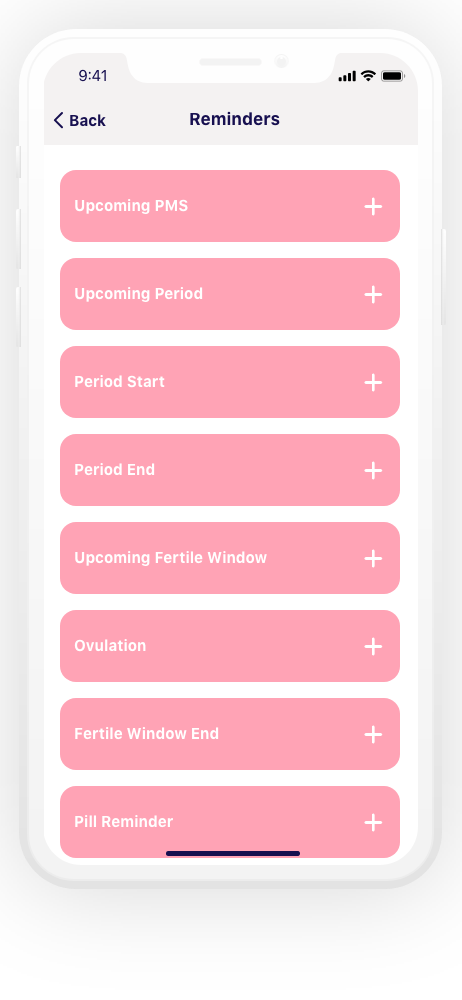 9:41
Back
Reminders
Upcoming PMS
Upcoming Period
Period Start
Period End
Upcoming Fertile Window
Ovulation
Fertile Window End
Pill Reminder